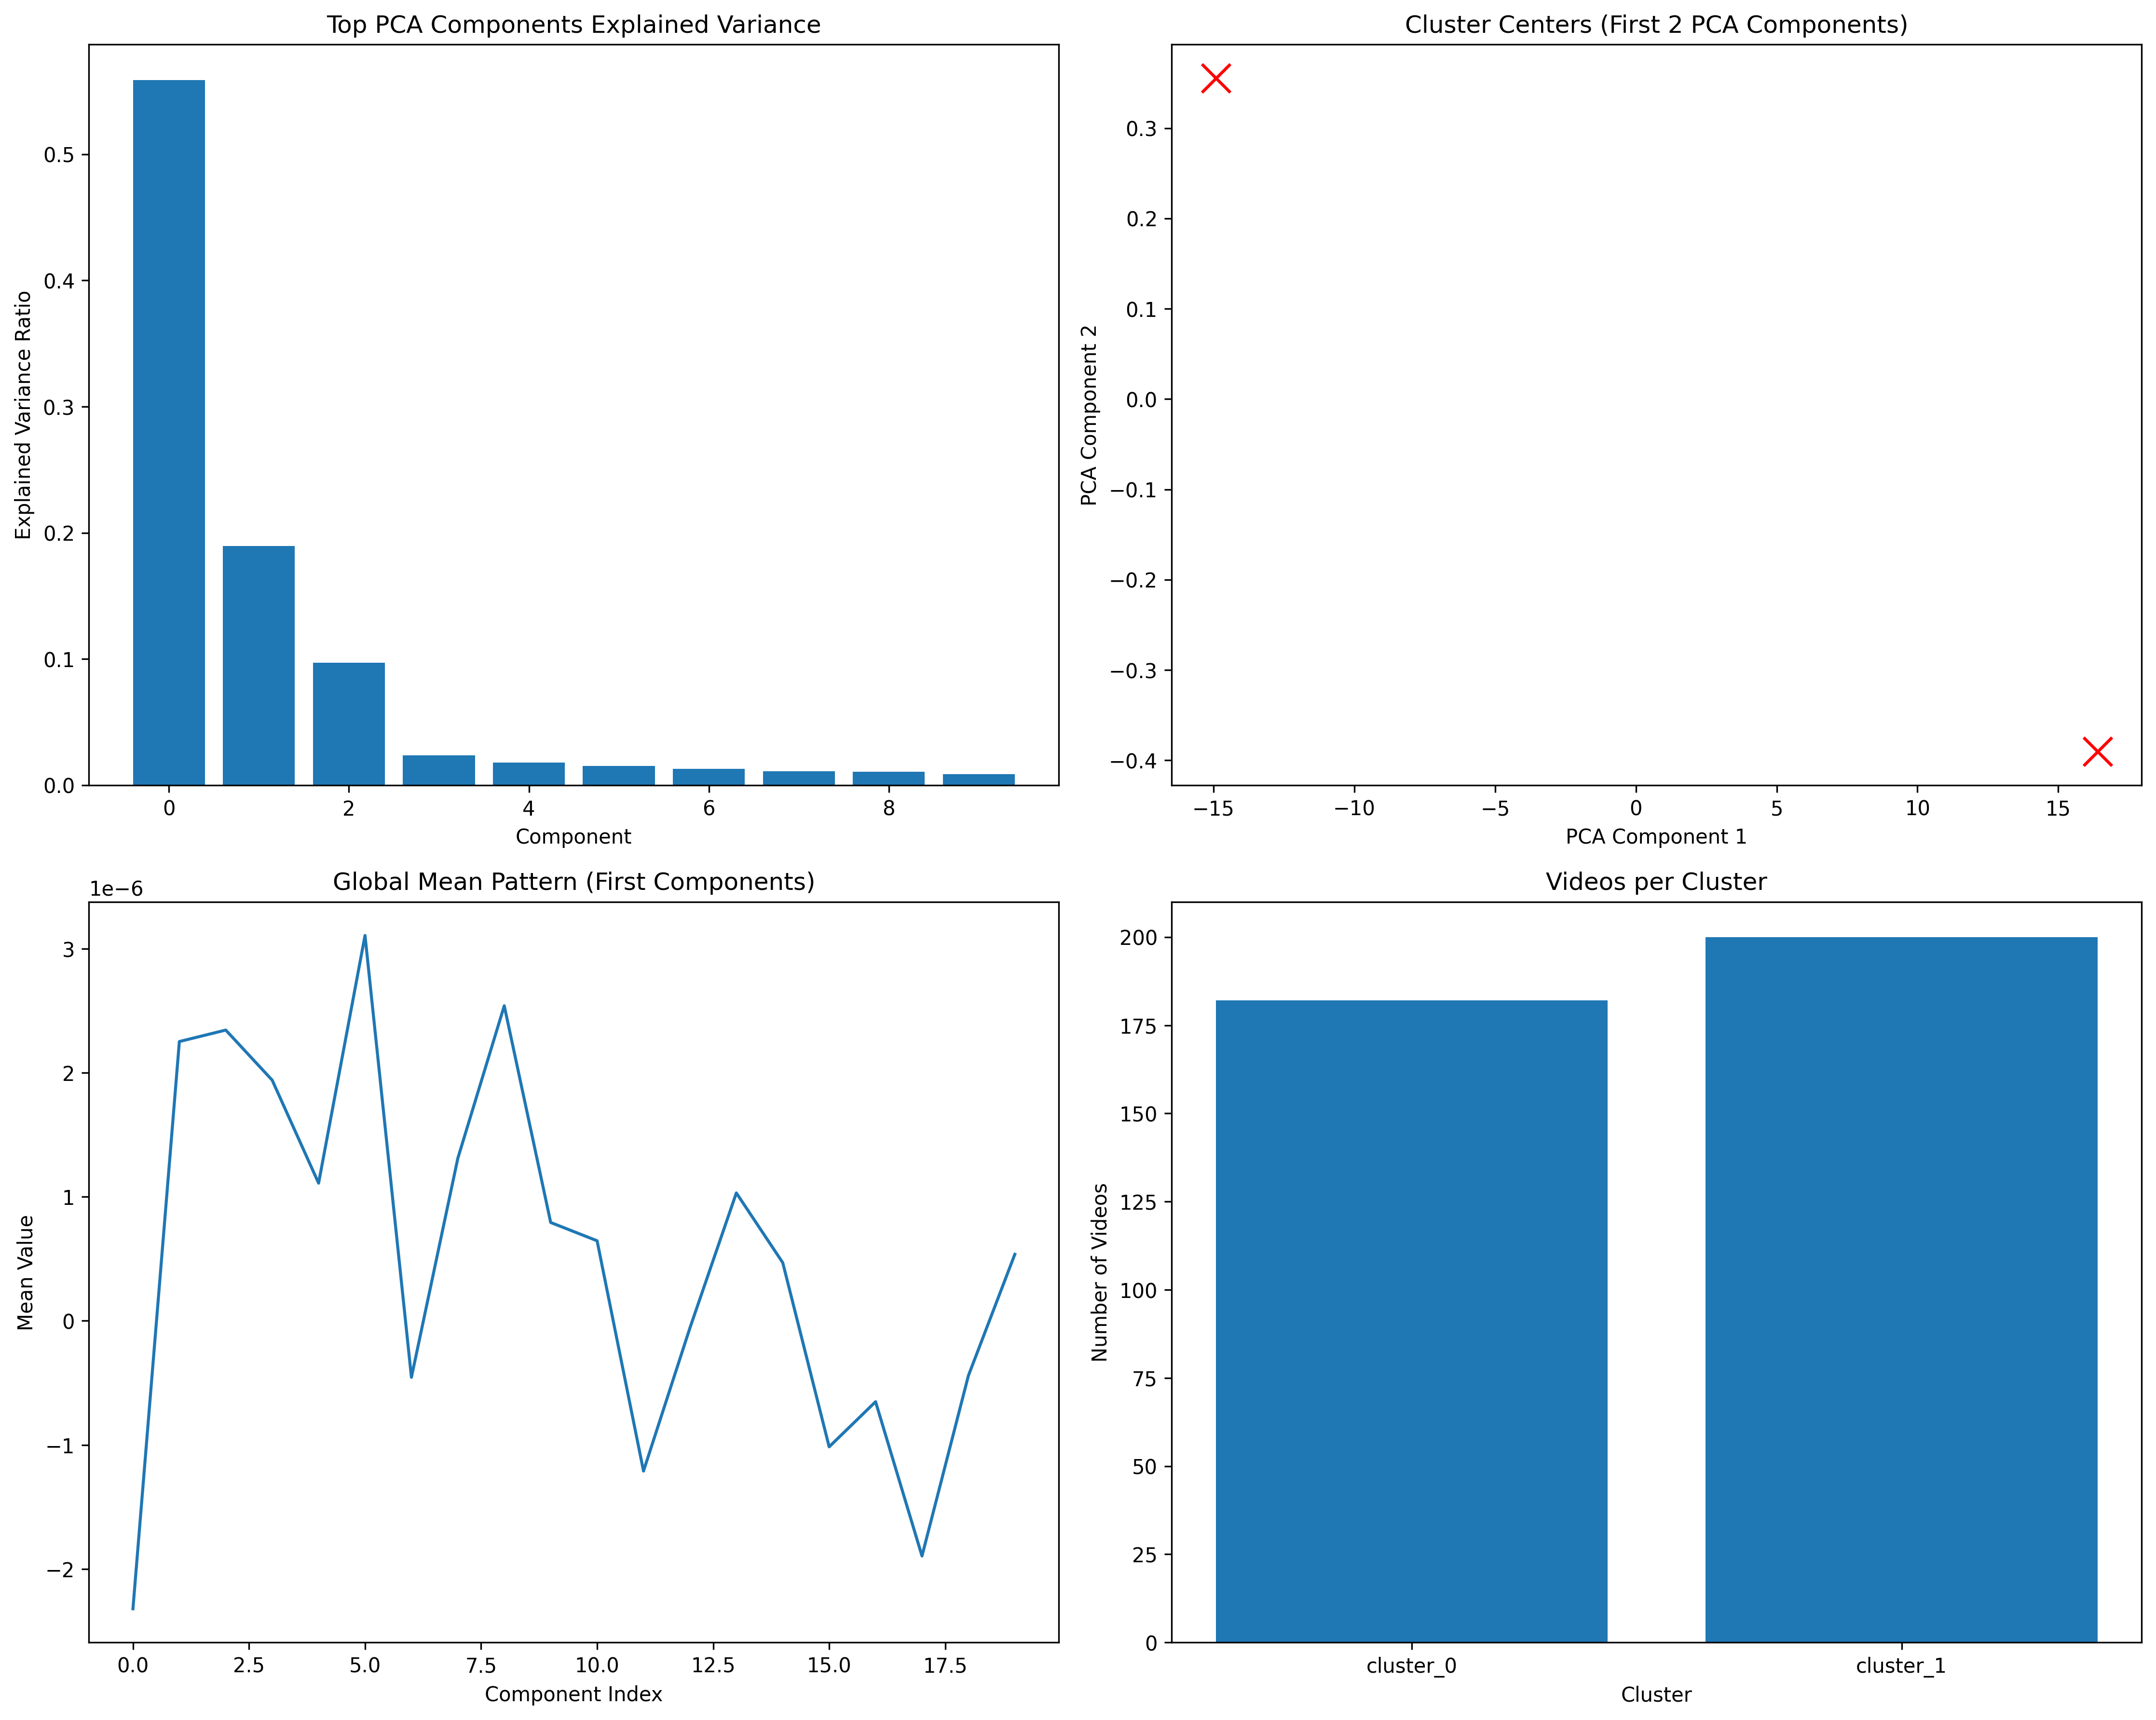 Top PCA Components Explained Variance
Explained Variance Ratio
0.5
0.4
0.3
0.2
0.1
0.0
0 2 4 6 8
Component
Cluster Centers (First 2 PCA Components)
PCA Component 2
0.3
0.2
0.1
0.0
−0.1
−0.2
−0.3
−0.4
−15 −10 −5 0 5 10 15
PCA Component 1
Global Mean Pattern (First Components)
1e−6
Mean Value
3
2
1
0
−1
−2
0.0 2.5 5.0 7.5 10.0 12.5 15.0 17.5
Component Index
Videos per Cluster
Number of Videos
200
175
150
125
100
75
50
25
0
cluster_0 cluster_1
Cluster